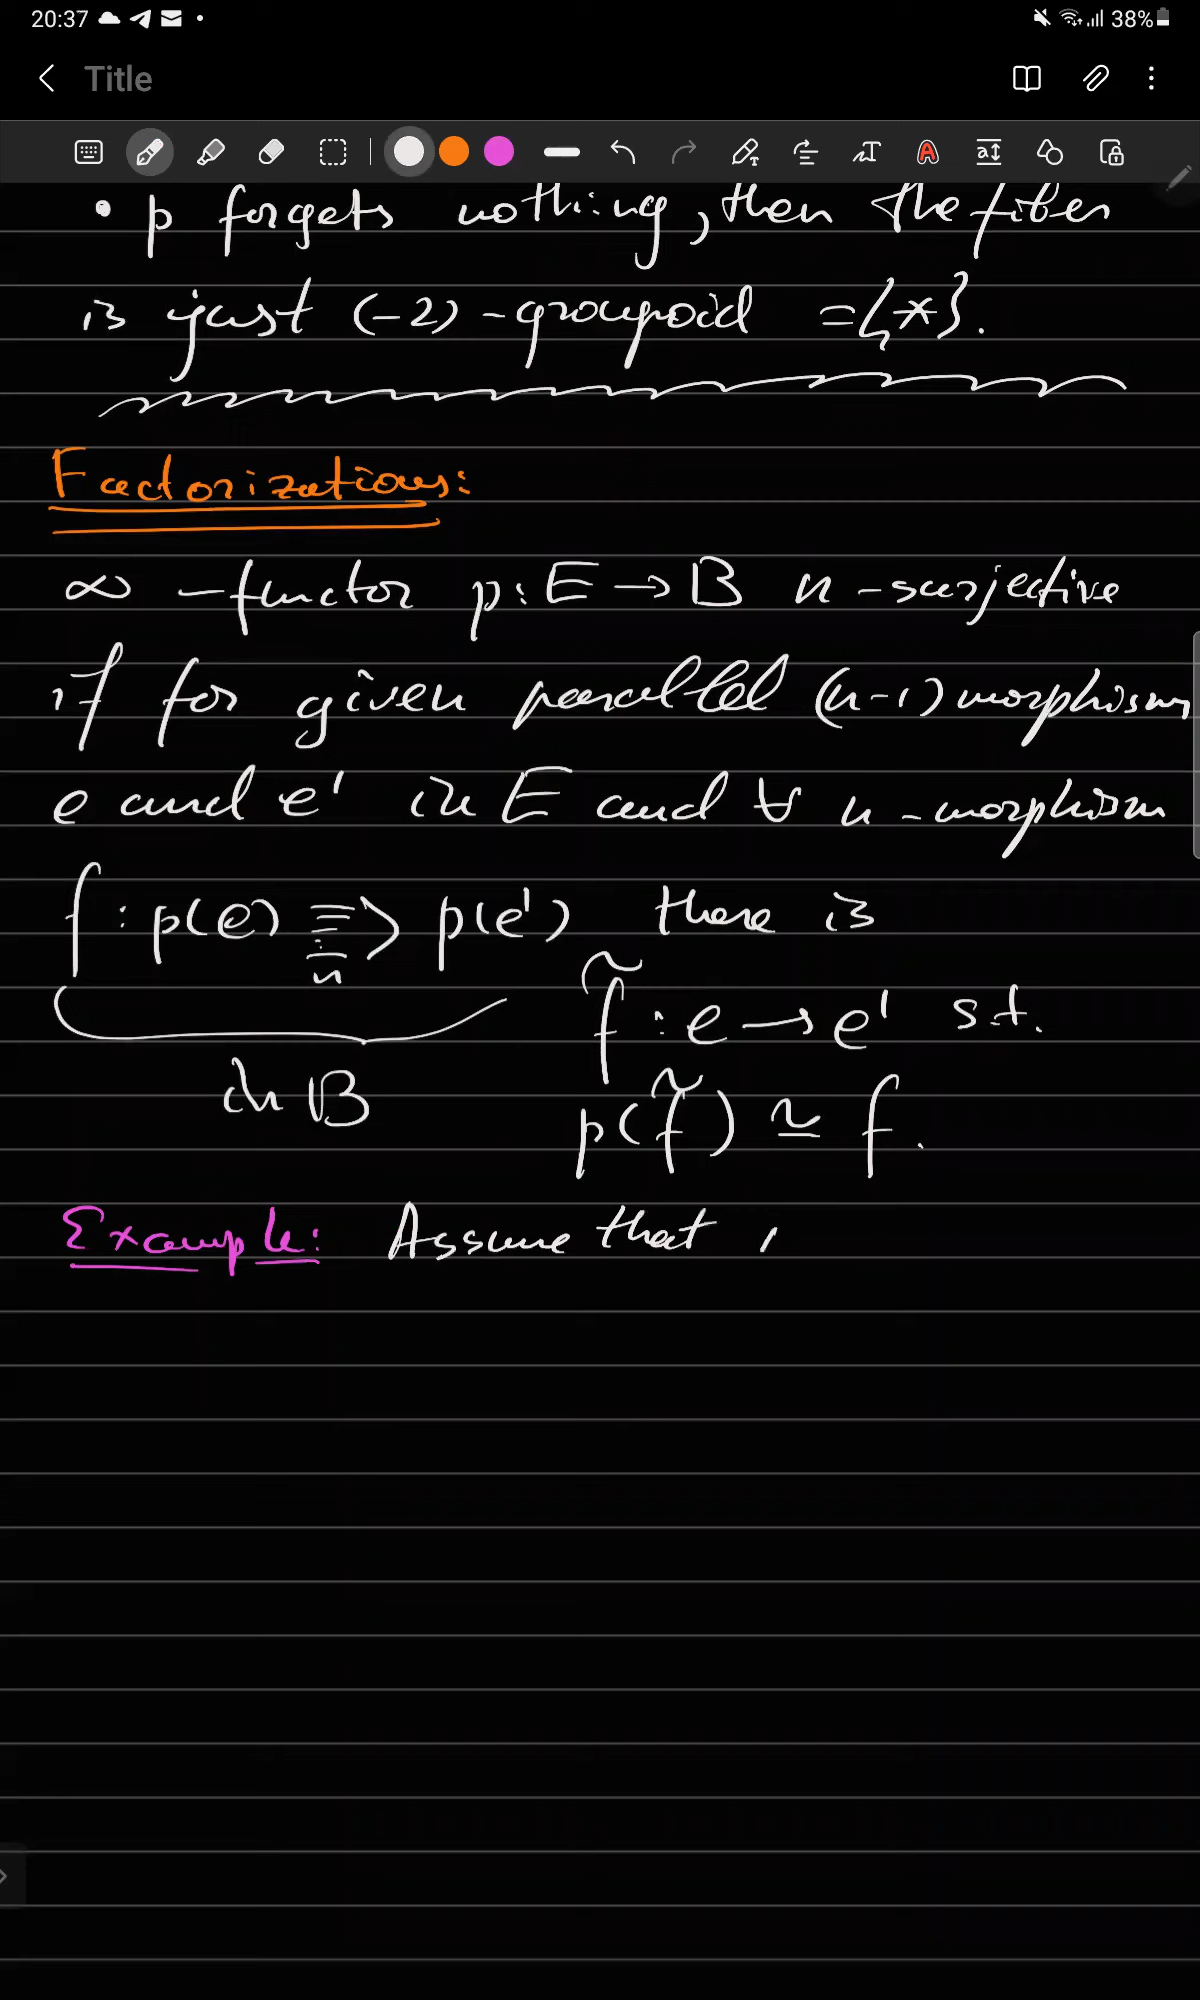 20:37
38%
Title
• p forgets nothing, then the fiber
is just (-2)-groupoid = {*}.
Factorizations:
∞-functor p: E → B n-surjective
if for given parallel (n-1) morphisms
e and e' in E and ∀ n-morphism
f : p(e) ⇛ p(e') there is
n
f̃ : e → e' s.t.
in B
p(f̃) ≃ f.
Example: Assume that